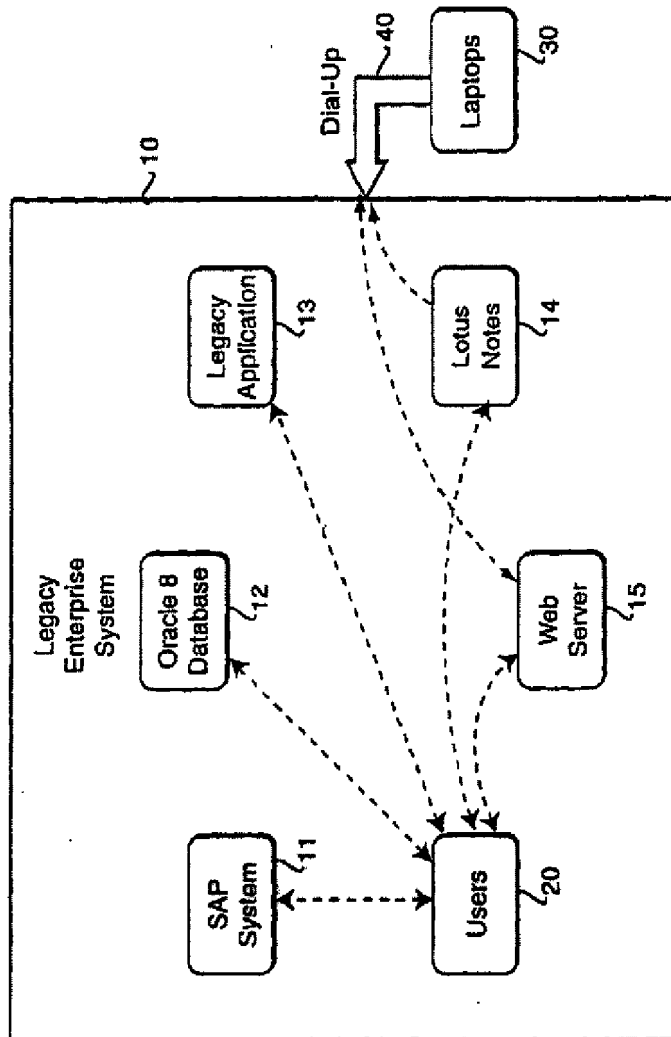 Legacy
Enterprise
System
10
SAP
System
11
Oracle 8
Database
12
Legacy
Application
13
Dial-Up
40
Users
20
Web
Server
15
Lotus
Notes
14
Laptops
30